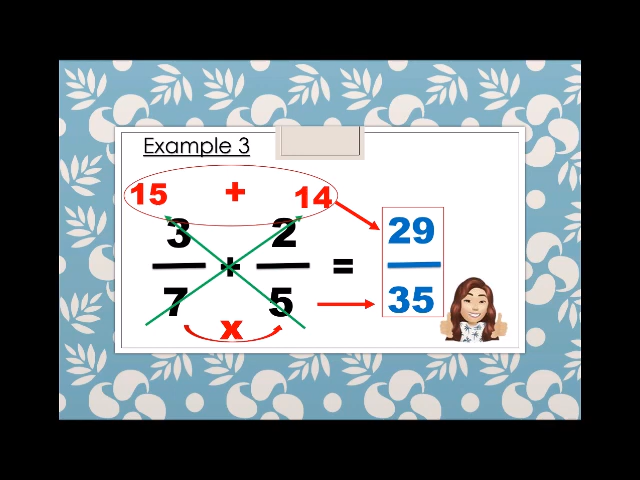 Example 3
15 + 14
3 2 29
+ =
7 5 35
x